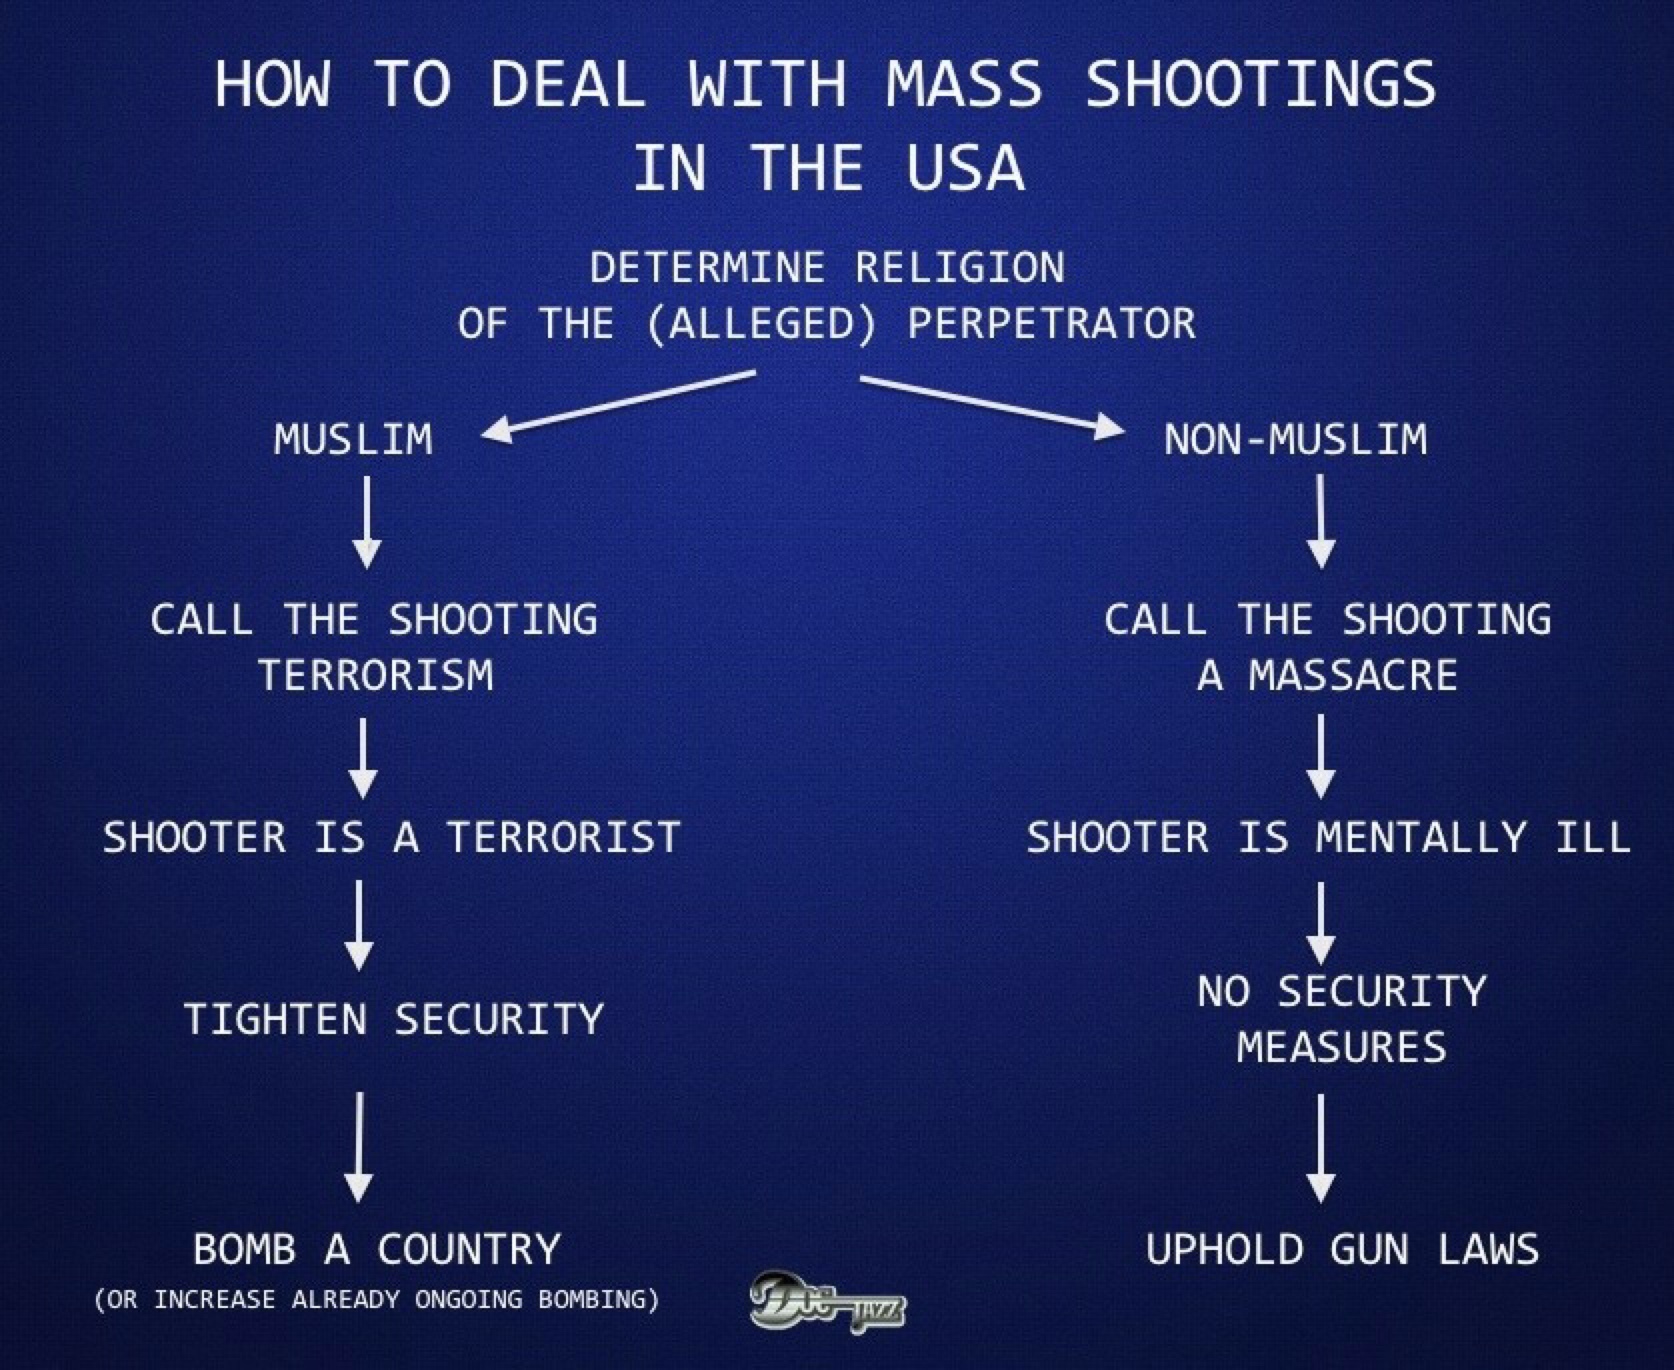 HOW TO DEAL WITH MASS SHOOTINGS
IN THE USA
DETERMINE RELIGION
OF THE (ALLEGED) PERPETRATOR
MUSLIM
NON-MUSLIM
CALL THE SHOOTING
TERRORISM
CALL THE SHOOTING
A MASSACRE
SHOOTER IS A TERRORIST
SHOOTER IS MENTALLY ILL
TIGHTEN SECURITY
NO SECURITY
MEASURES
BOMB A COUNTRY
(OR INCREASE ALREADY ONGOING BOMBING)
UPHOLD GUN LAWS